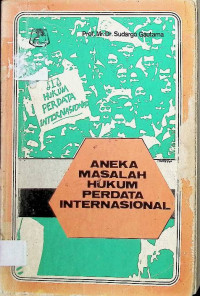 Prof. Mr. Dr. Sudargo Gautama
HUKUM
PERDATA
INTERNASIONAL
ANEKA
MASALAH
HUKUM
PERDATA
INTERNASIONAL